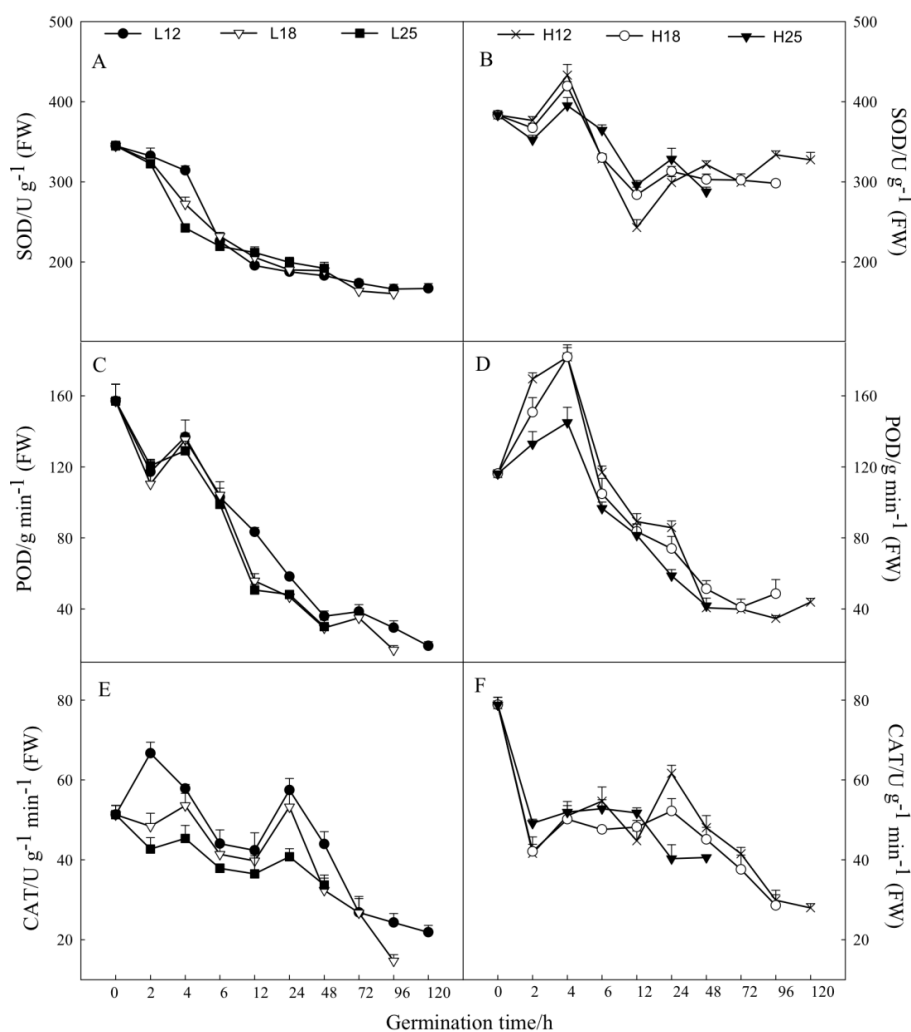 500
L12 L18 L25
H12 H18 H25
500
A
B
400
400
300
300
200
200
SOD/U g-1 (FW)
SOD/U g-1 (FW)
C
D
160
160
120
120
80
80
40
40
POD/g min-1 (FW)
POD/g min-1 (FW)
E
F
80
80
60
60
40
40
20
20
CAT/U g-1 min-1 (FW)
CAT/U g-1 min-1 (FW)
0 2 4 6 12 24 48 72 96 120
0 2 4 6 12 24 48 72 96 120
Germination time/h